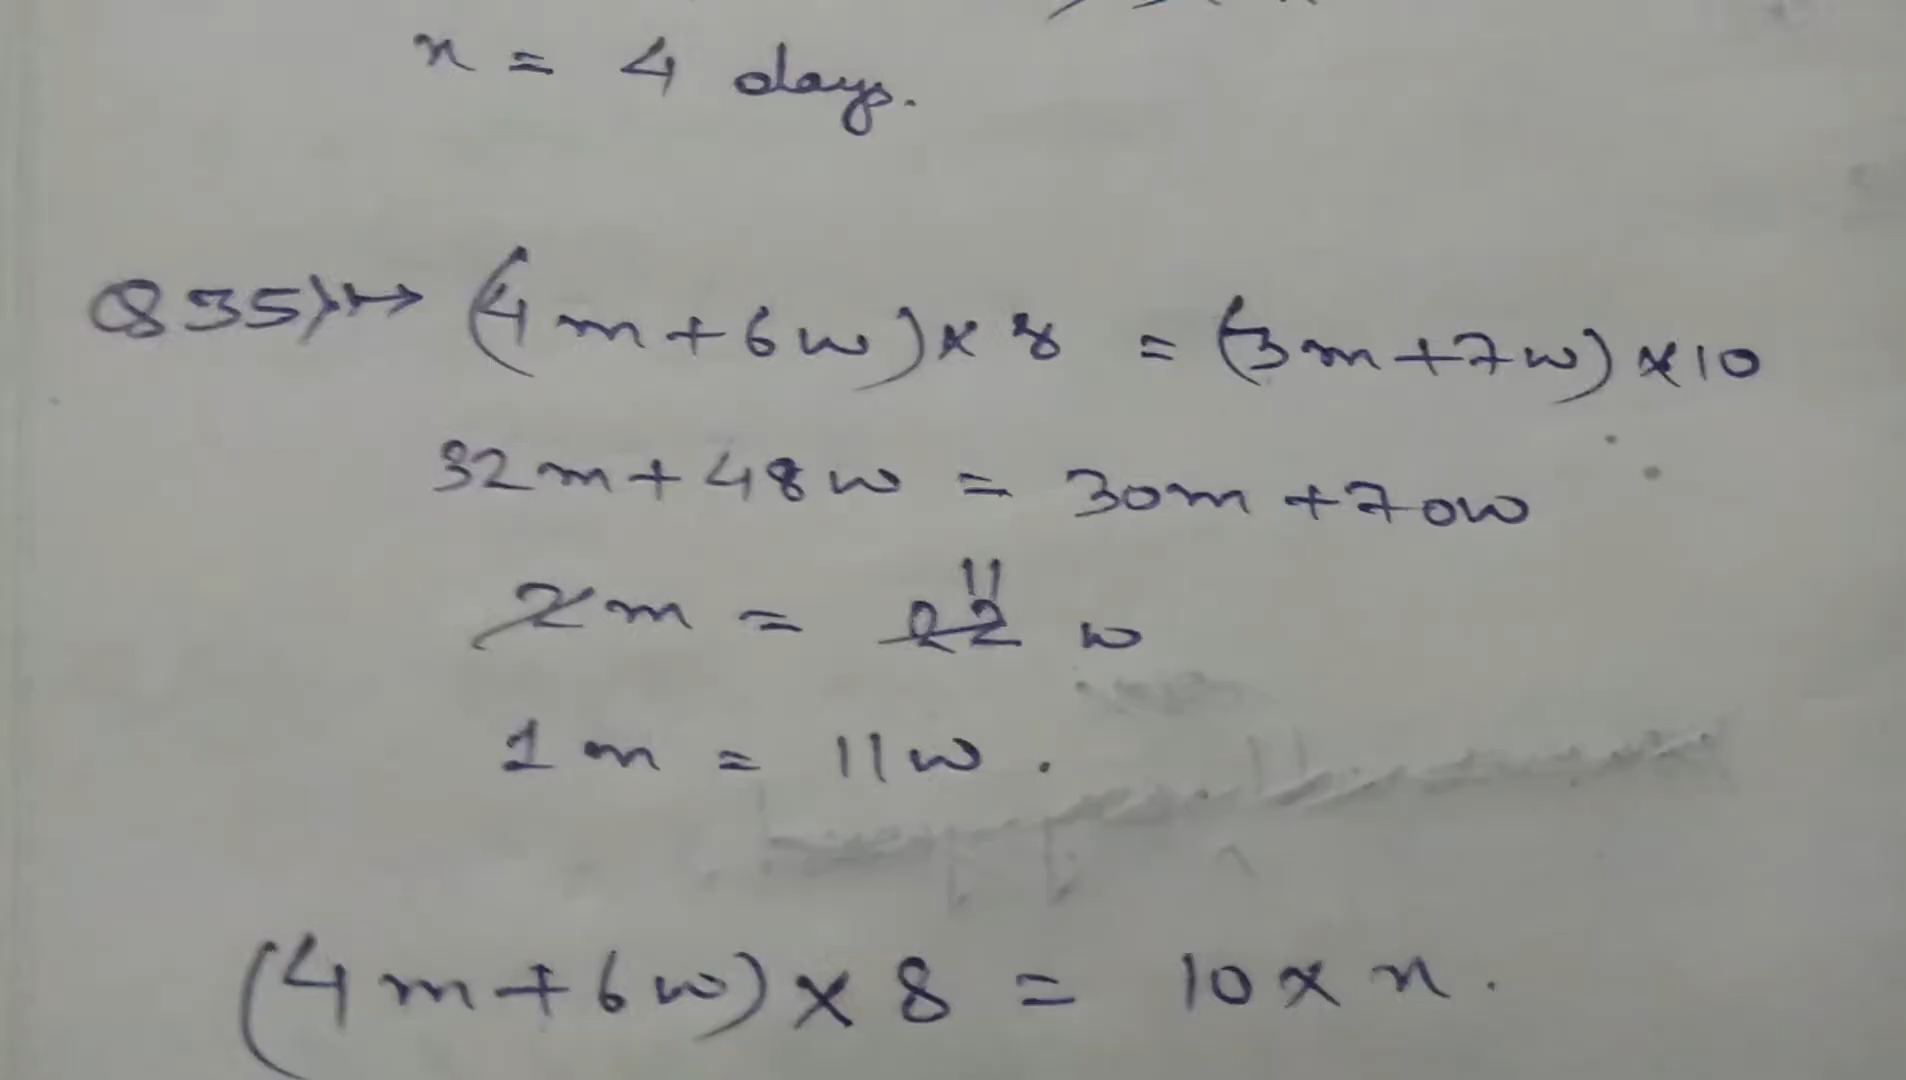 x = 4 days.
Q35) → (4m+6w)×8 = (3m+7w)×10
32m+48w = 30m+70w
2m = 22 w
11
1m = 11w.
(4m+6w)×8 = 10×x.